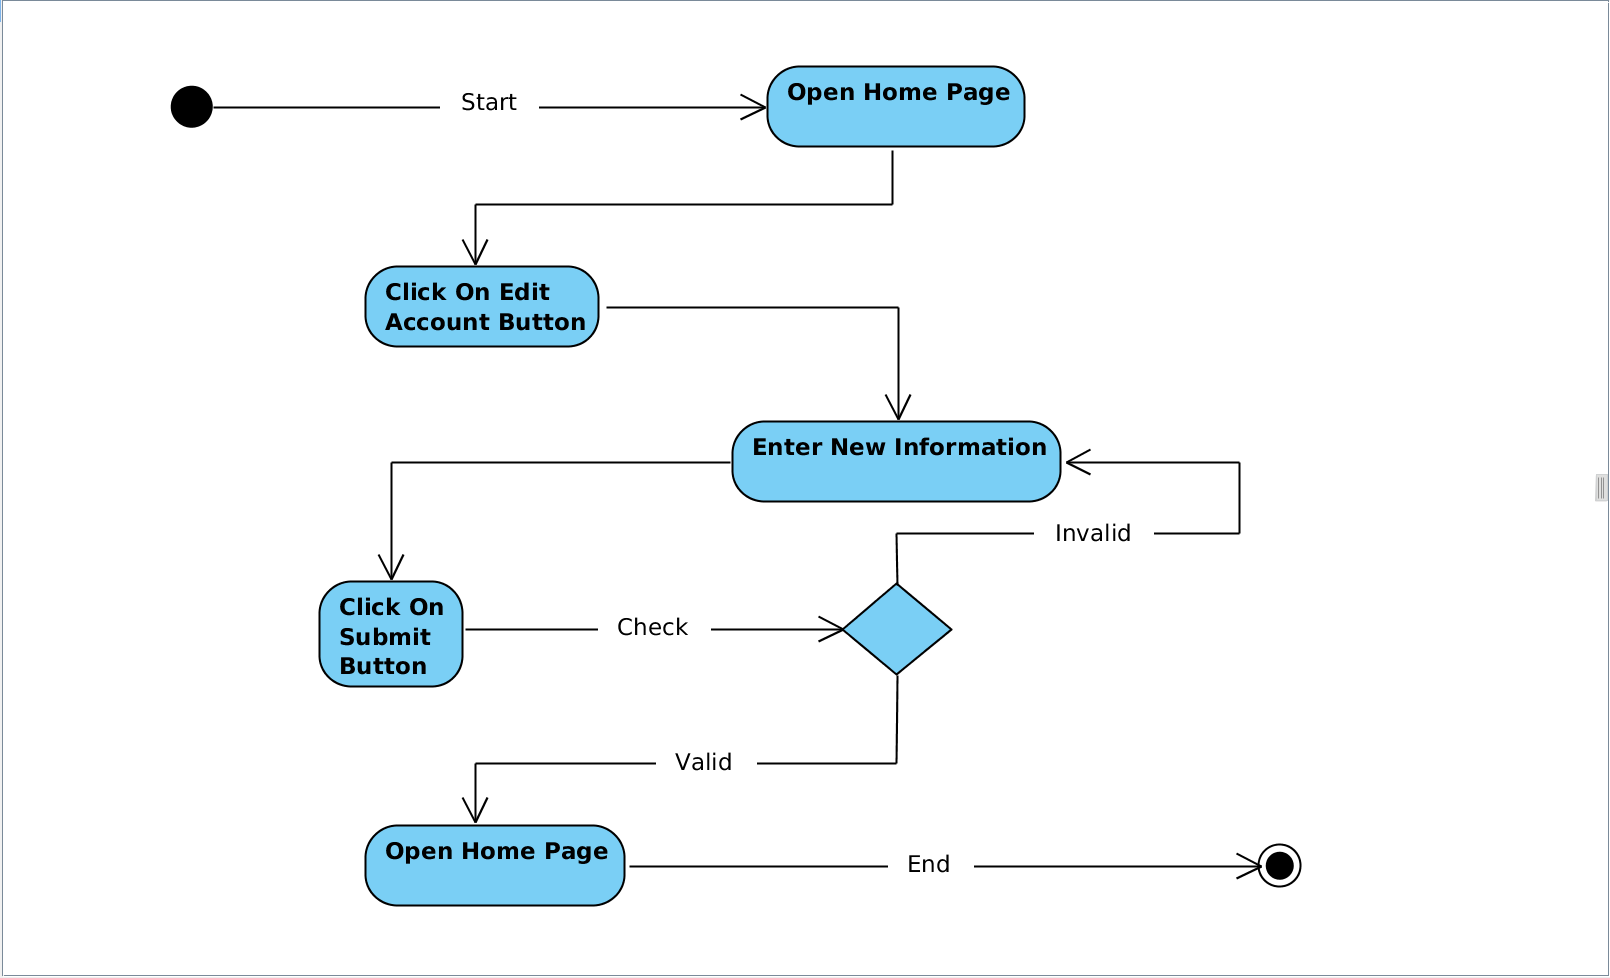 Start
Open Home Page
Click On Edit
Account Button
Enter New Information
Invalid
Click On
Submit
Button
Check
Valid
Open Home Page
End